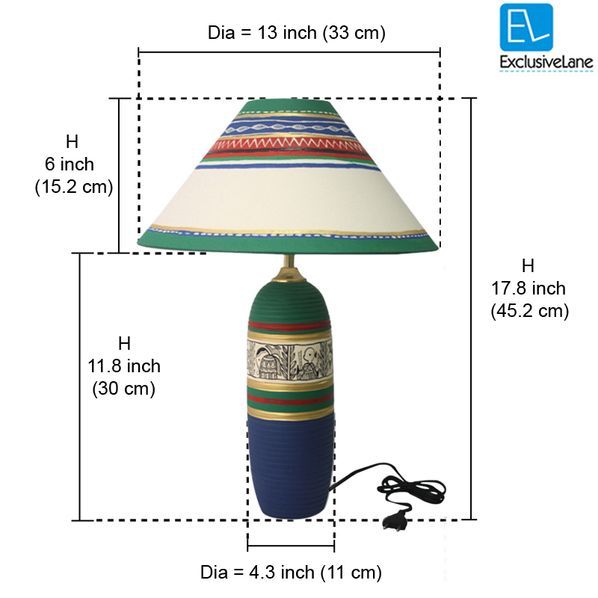 Dia = 13 inch (33 cm)
EL
ExclusiveLane
H
6 inch
(15.2 cm)
H
17.8 inch
(45.2 cm)
H
11.8 inch
(30 cm)
Dia = 4.3 inch (11 cm)